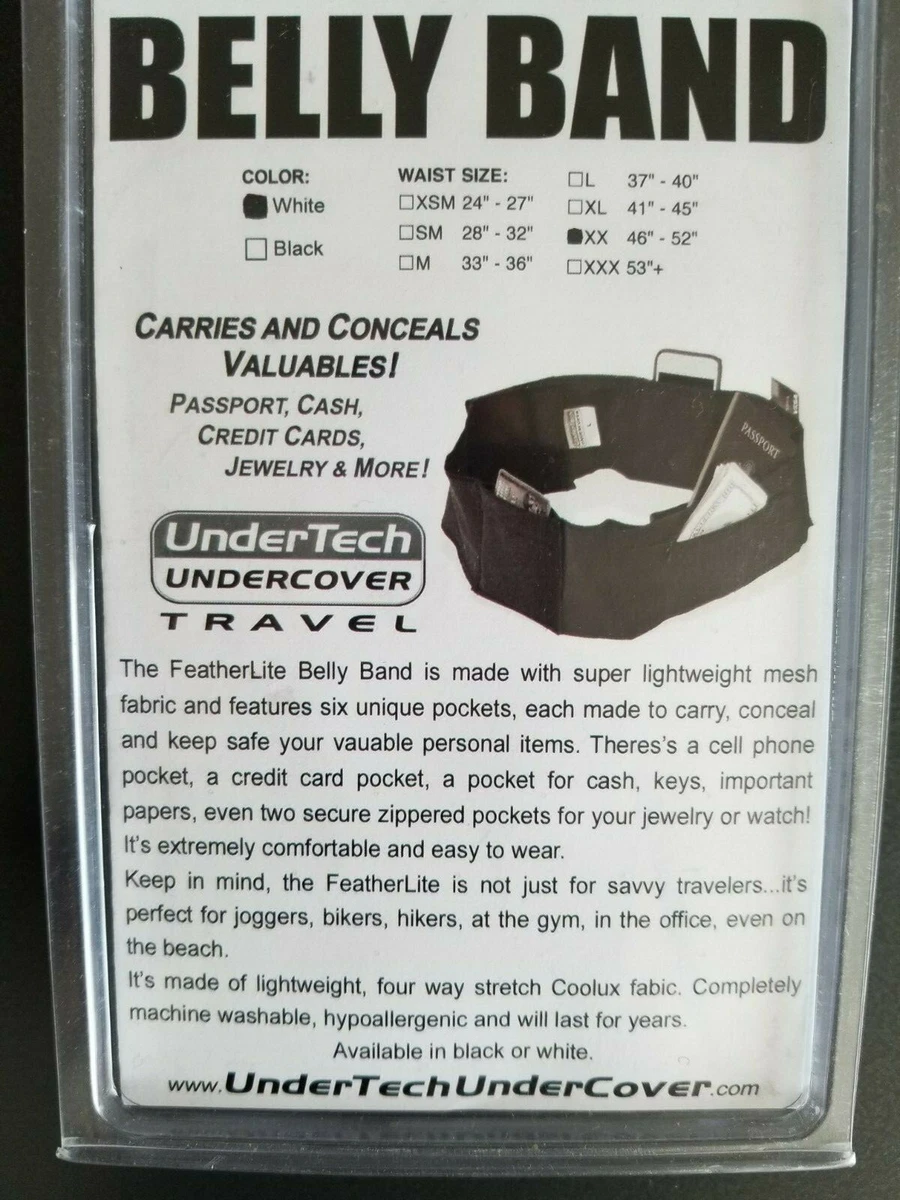 BELLY BAND
COLOR:
White
Black
WAIST SIZE:
XSM 24" - 27"
SM 28" - 32"
M 33" - 36"
L 37" - 40"
XL 41" - 45"
XX 46" - 52"
XXX 53"+
CARRIES AND CONCEALS
VALUABLES!
PASSPORT, CASH,
CREDIT CARDS,
JEWELRY & MORE!
PASSPORT
UnderTech
UNDERCOVER
TRAVEL
The FeatherLite Belly Band is made with super lightweight mesh
fabric and features six unique pockets, each made to carry, conceal
and keep safe your vauable personal items. Theres's a cell phone
pocket, a credit card pocket, a pocket for cash, keys, important
papers, even two secure zippered pockets for your jewelry or watch!
It's extremely comfortable and easy to wear.
Keep in mind, the FeatherLite is not just for savvy travelers...it's
perfect for joggers, bikers, hikers, at the gym, in the office, even on
the beach.
It's made of lightweight, four way stretch Coolux fabic. Completely
machine washable, hypoallergenic and will last for years.
Available in black or white.
www.UnderTechUnderCover.com